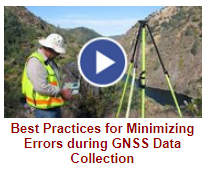 Best Practices for Minimizing
Errors during GNSS Data
Collection